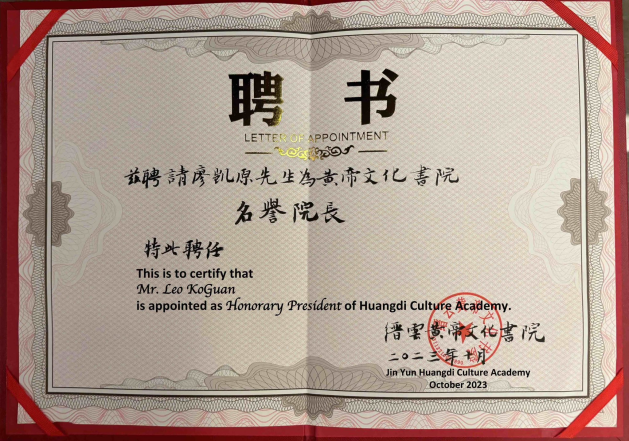 聘 书
LETTER OF APPOINTMENT
茲聘請廖凱原先生為黃帝文化書院
名譽院長
特此聘任
This is to certify that
Mr. Leo KoGuan
is appointed as Honorary President of Huangdi Culture Academy.
縉雲黃帝文化書院
二〇二三年十月
Jin Yun Huangdi Culture Academy
October 2023